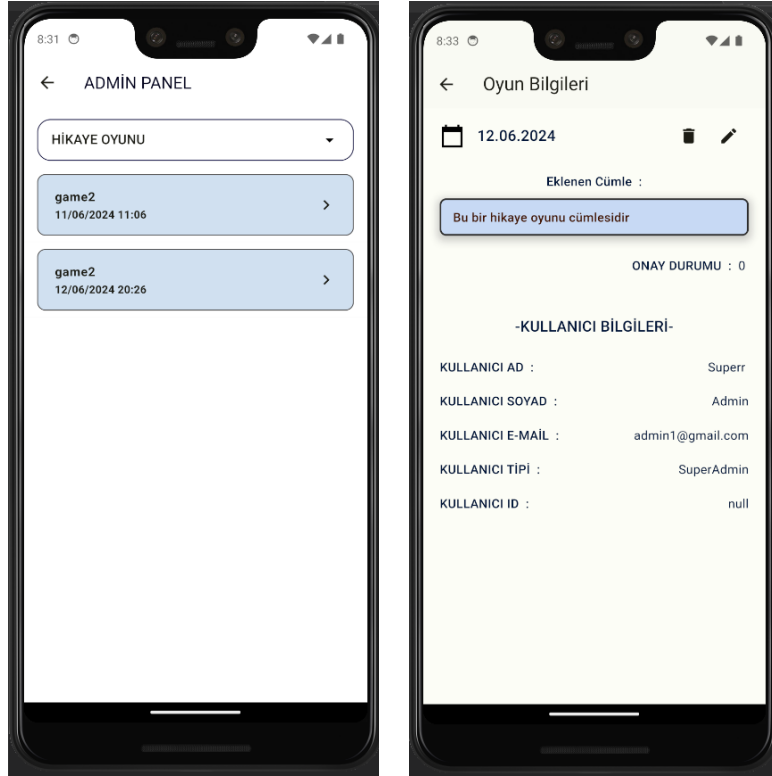 8:31
ADMİN PANEL
HİKAYE OYUNU
game2
11/06/2024 11:06
game2
12/06/2024 20:26
8:33
Oyun Bilgileri
12.06.2024
Eklenen Cümle :
Bu bir hikaye oyunu cümlesidir
ONAY DURUMU : 0
-KULLANICI BİLGİLERİ-
KULLANICI AD : Superr
KULLANICI SOYAD : Admin
KULLANICI E-MAİL : admin1@gmail.com
KULLANICI TİPİ : SuperAdmin
KULLANICI ID : null